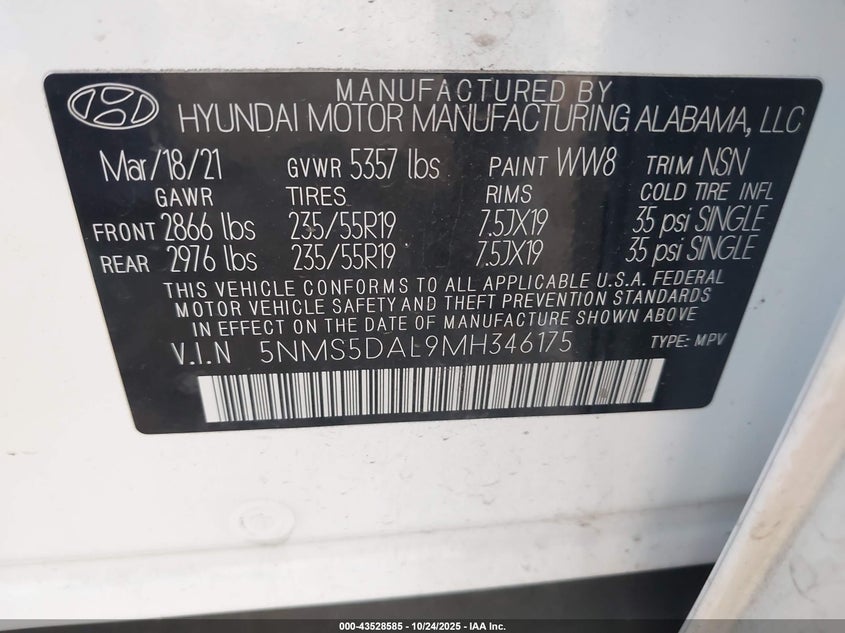 MANUFACTURED BY
HYUNDAI MOTOR MANUFACTURING ALABAMA, LLC
Mar/18/21 GVWR 5357 lbs PAINT WW8 TRIM NSN
GAWR TIRES RIMS COLD TIRE INFL
FRONT 2866 lbs 235/55R19 7.5JX19 35 psi SINGLE
REAR 2976 lbs 235/55R19 7.5JX19 35 psi SINGLE
THIS VEHICLE CONFORMS TO ALL APPLICABLE U.S.A. FEDERAL
MOTOR VEHICLE SAFETY AND THEFT PREVENTION STANDARDS
IN EFFECT ON THE DATE OF MANUFACTURE SHOWN ABOVE
V.I.N 5NMS5DAL9MH346175 TYPE: MPV
000-43528585 - 10/24/2025 - IAA Inc.